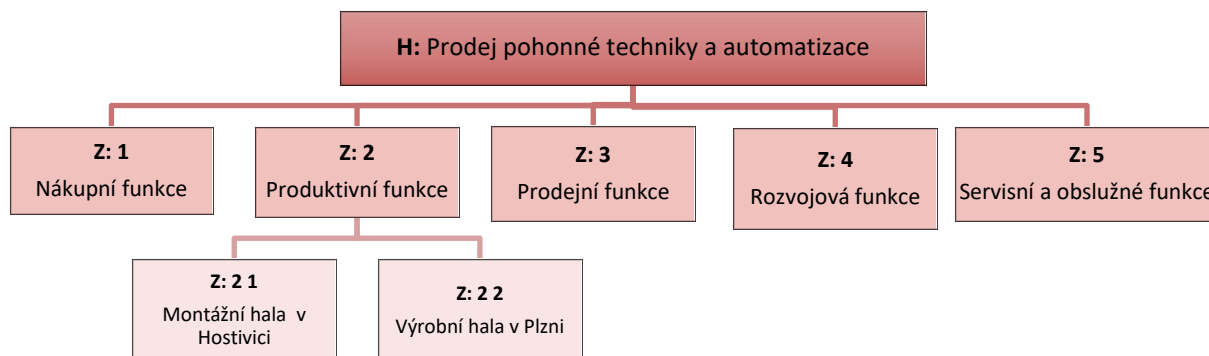 H: Prodej pohonné techniky a automatizace
Z: 1
Nákupní funkce
Z: 2
Produktivní funkce
Z: 3
Prodejní funkce
Z: 4
Rozvojová funkce
Z: 5
Servisní a obslužné funkce
Z: 2 1
Montážní hala v
Hostivici
Z: 2 2
Výrobní hala v Plzni